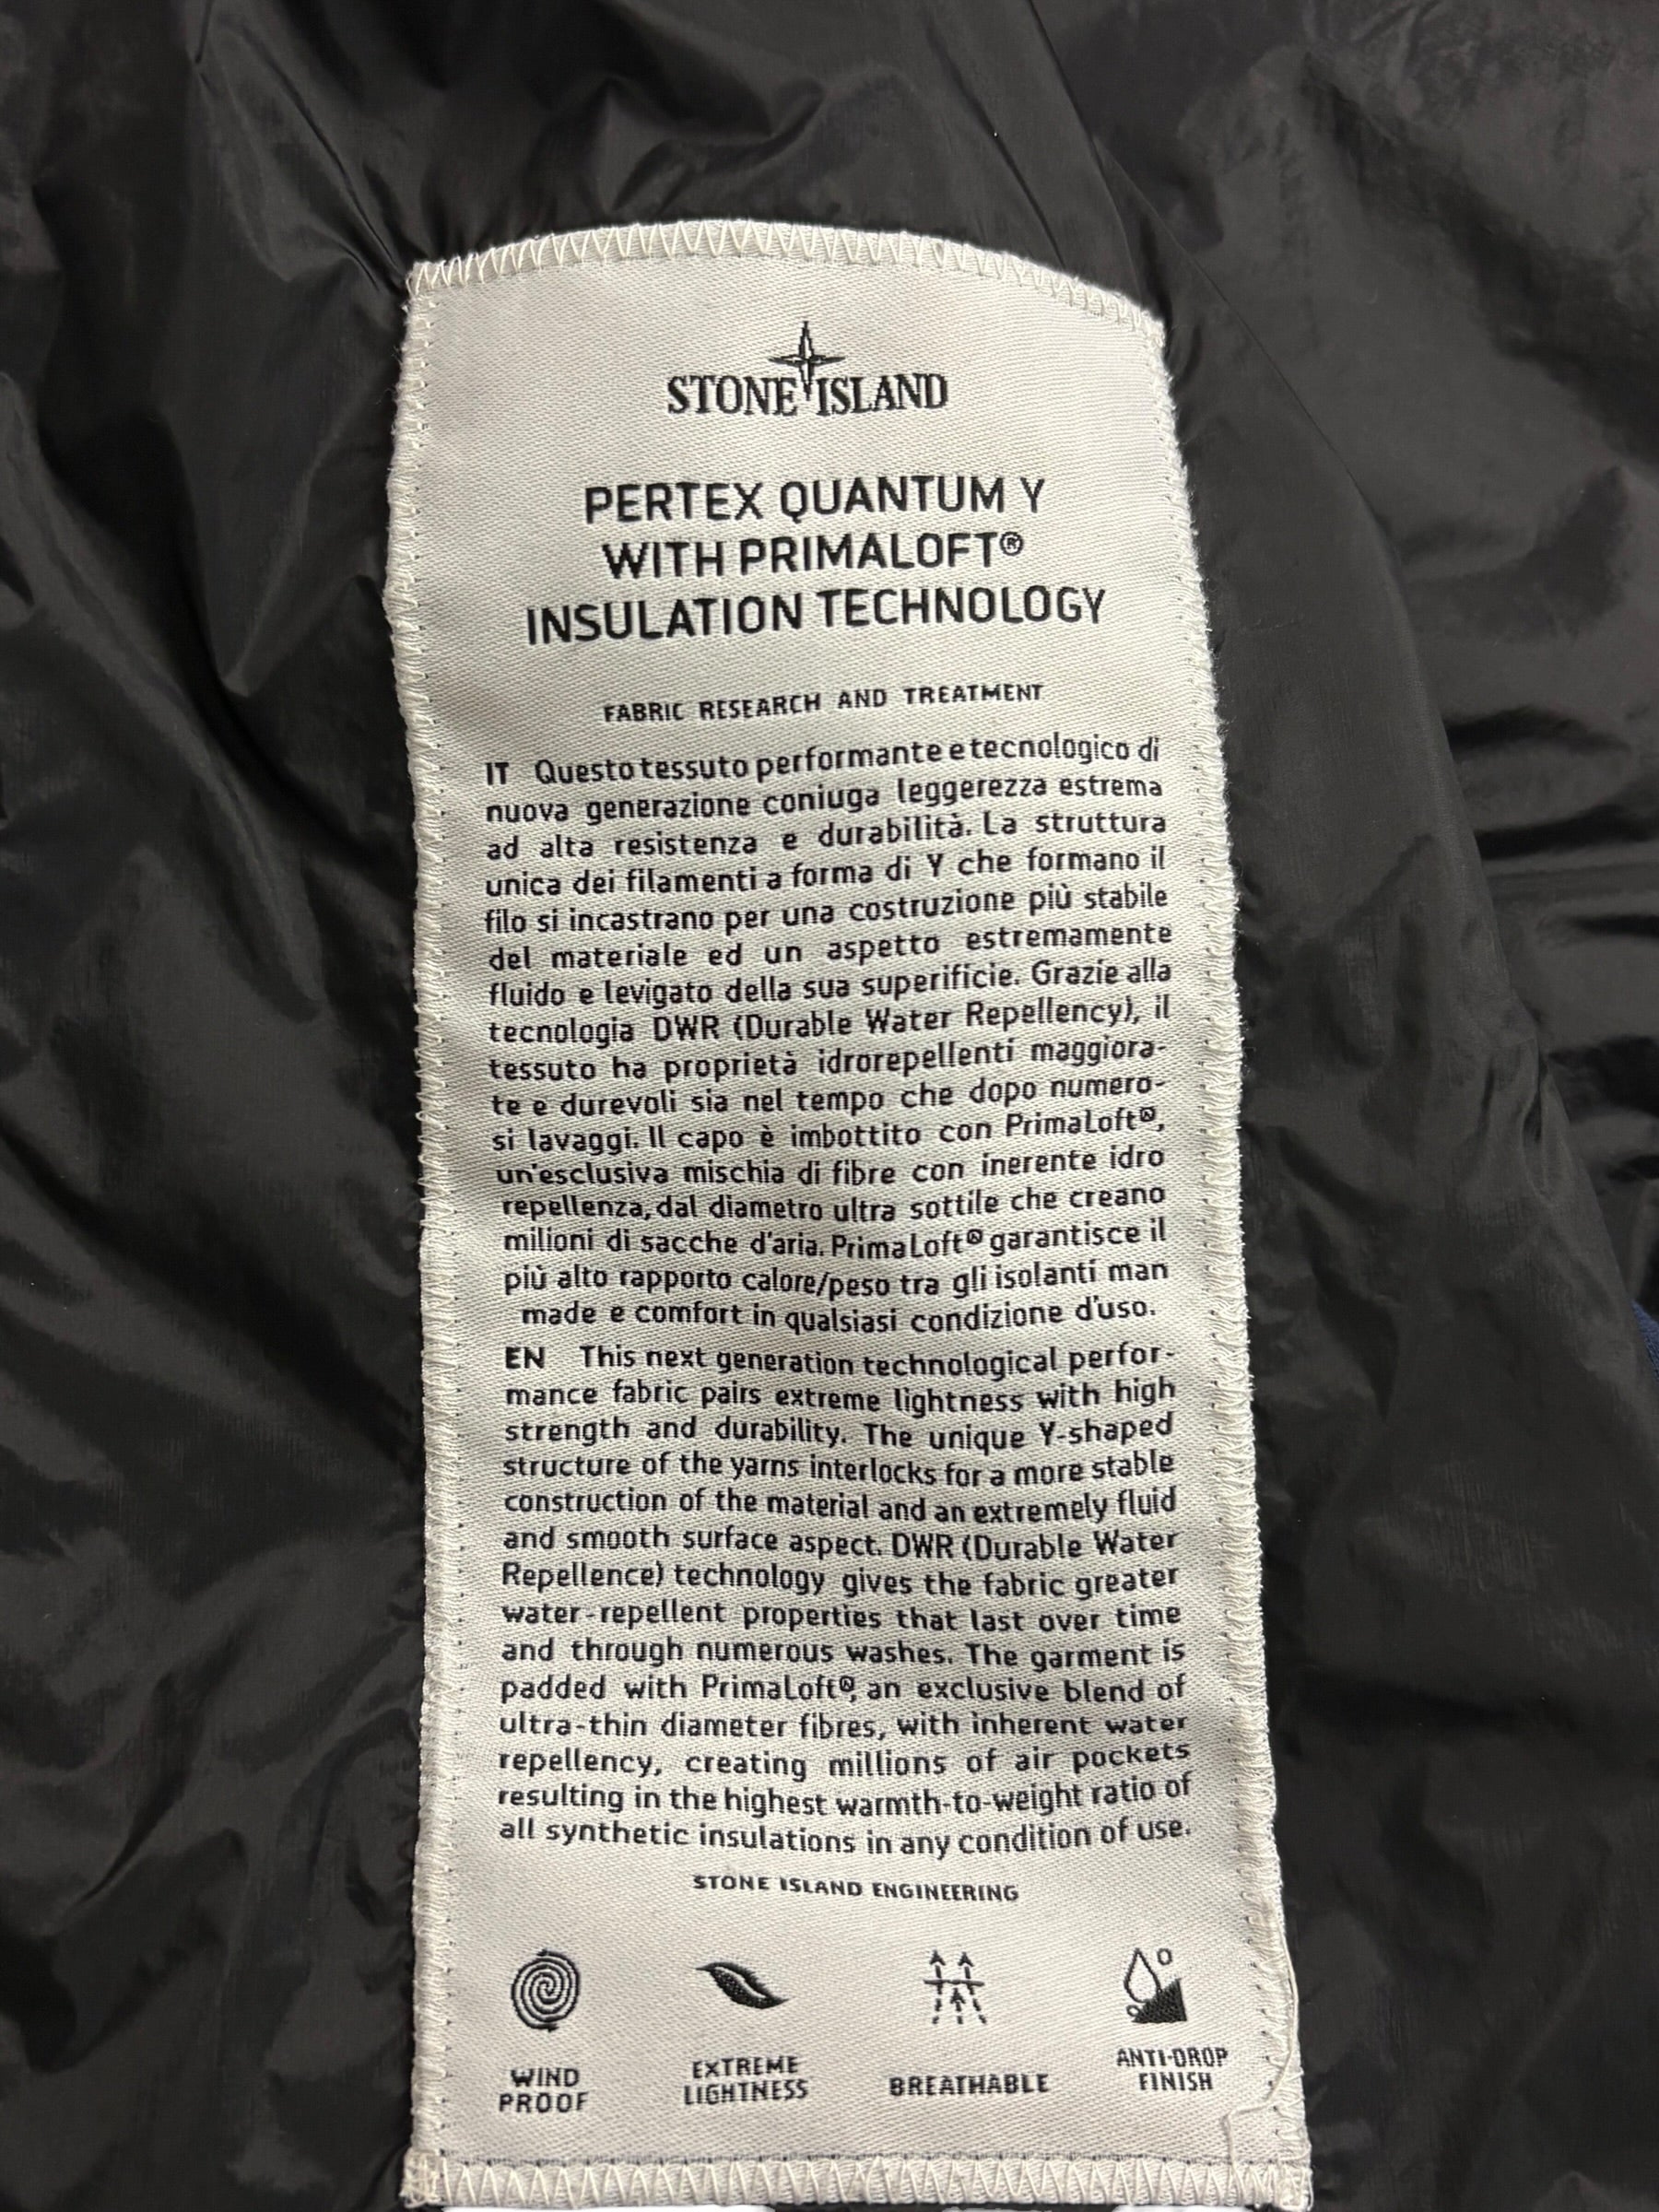 STONE ISLAND
PERTEX QUANTUM Y
WITH PRIMALOFT®
INSULATION TECHNOLOGY
FABRIC RESEARCH AND TREATMENT
IT Questo tessuto performante e tecnologico di
nuova generazione coniuga leggerezza estrema
ad alta resistenza e durabilità. La struttura
unica dei filamenti a forma di Y che formano il
filo si incastrano per una costruzione più stabile
del materiale ed un aspetto estremamente
fluido e levigato della sua superificie. Grazie alla
tecnologia DWR (Durable Water Repellency), il
tessuto ha proprietà idrorepellenti maggiora-
te e durevoli sia nel tempo che dopo numero-
si lavaggi. Il capo è imbottito con PrimaLoft®,
un'esclusiva mischia di fibre con inerente idro
repellenza, dal diametro ultra sottile che creano
milioni di sacche d'aria. PrimaLoft® garantisce il
più alto rapporto calore/peso tra gli isolanti man
made e comfort in qualsiasi condizione d'uso.
EN This next generation technological perfor-
mance fabric pairs extreme lightness with high
strength and durability. The unique Y-shaped
structure of the yarns interlocks for a more stable
construction of the material and an extremely fluid
and smooth surface aspect. DWR (Durable Water
Repellence) technology gives the fabric greater
water-repellent properties that last over time
and through numerous washes. The garment is
padded with PrimaLoft®, an exclusive blend of
ultra-thin diameter fibres, with inherent water
repellency, creating millions of air pockets
resulting in the highest warmth-to-weight ratio of
all synthetic insulations in any condition of use.
STONE ISLAND ENGINEERING
WIND
PROOF
EXTREME
LIGHTNESS
BREATHABLE
ANTI-DROP
FINISH